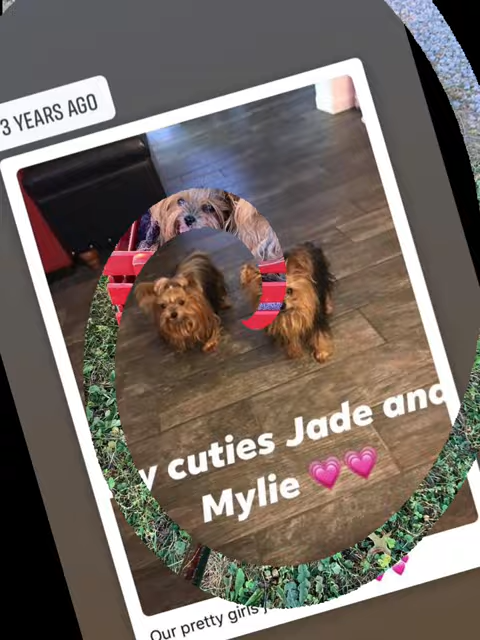 3 YEARS AGO
y cuties Jade and
Mylie 💗💗
Our pretty girls